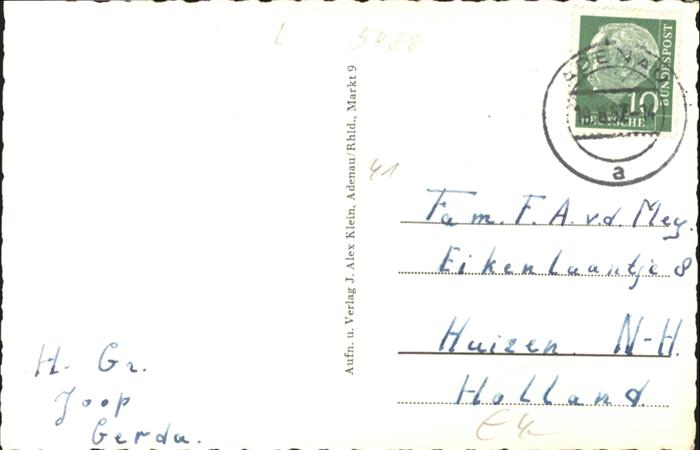 L 5488
ADENAU
10
BUNDESPOST
DEUTSCHE
a
Aufn. u. Verlag J. Alex Klein, Adenau/Rhld., Markt 9
41
Fam. F. A. v. d. Mey.
Eikenlaantje 8
Huizen N-H.
Holland.
H. Gr.
Joop
Gerda.